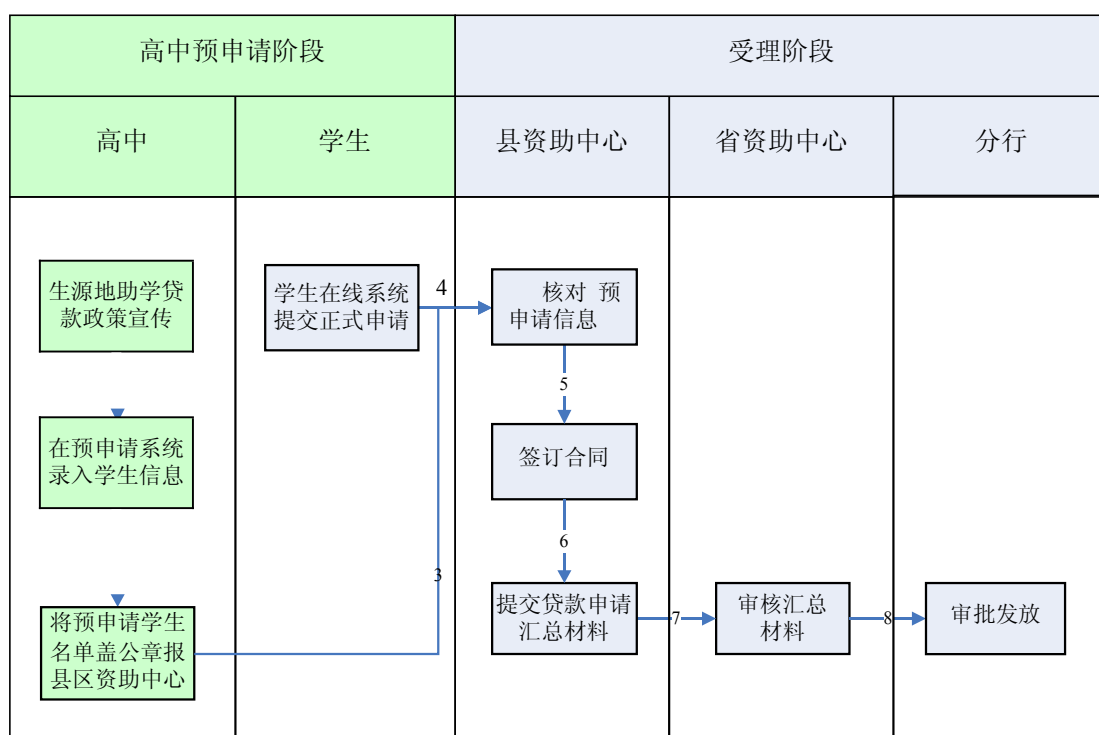 高中预申请阶段
受理阶段
高中
学生
县资助中心
省资助中心
分行
生源地助学贷
款政策宣传
学生在线系统
提交正式申请
4
核对 预
申请信息
5
在预申请系统
录入学生信息
签订合同
6
3
将预申请学生
名单盖公章报
县区资助中心
提交贷款申请
汇总材料
7
审核汇总
材料
8
审批发放